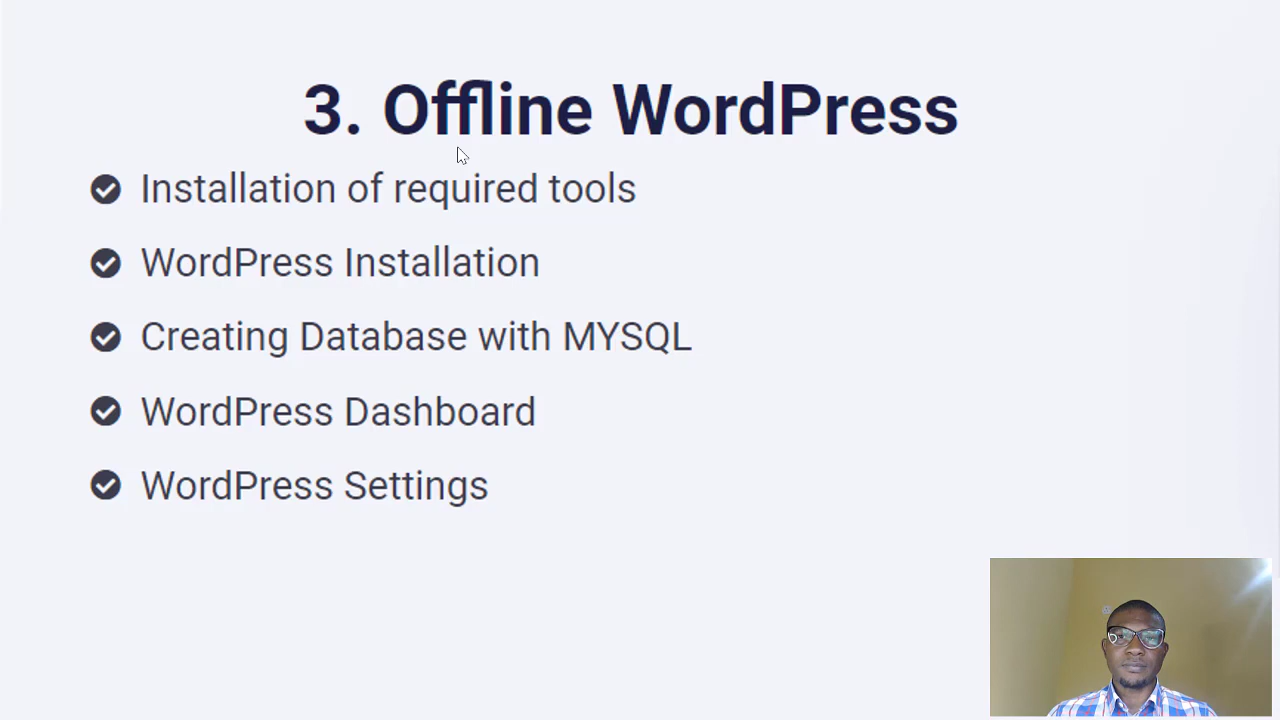 3. Offline WordPress
Installation of required tools
WordPress Installation
Creating Database with MYSQL
WordPress Dashboard
WordPress Settings